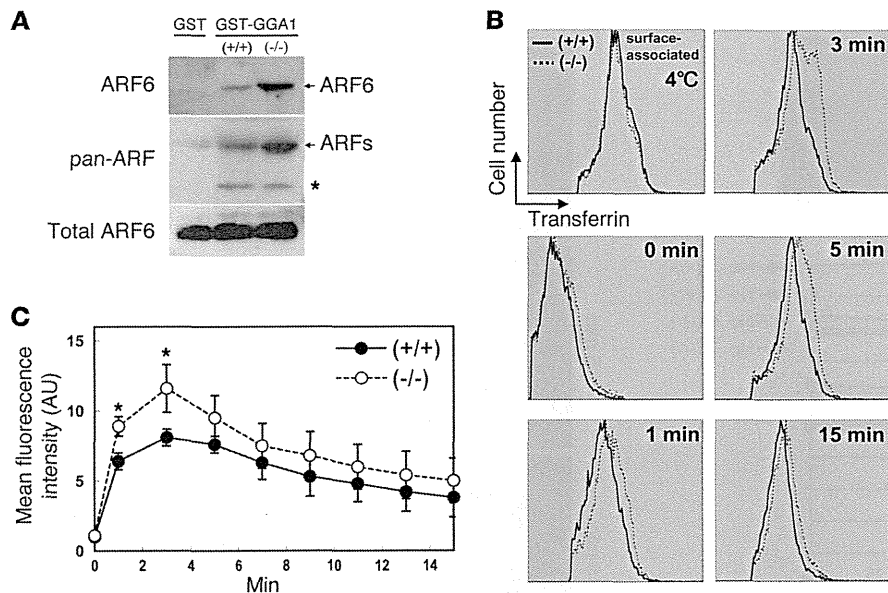 A
GST GST-GGA1
(+/+) (-/-)
ARF6
ARF6
pan-ARF
ARFs
*
Total ARF6
B
(+/+)
(-/-)
surface-
associated
4°C
3 min
Cell number
Transferrin
0 min
5 min
1 min
15 min
C
Mean fluorescence
intensity (AU)
15
10
5
0
*
*
(+/+)
(-/-)
0 2 4 6 8 10 12 14
Min